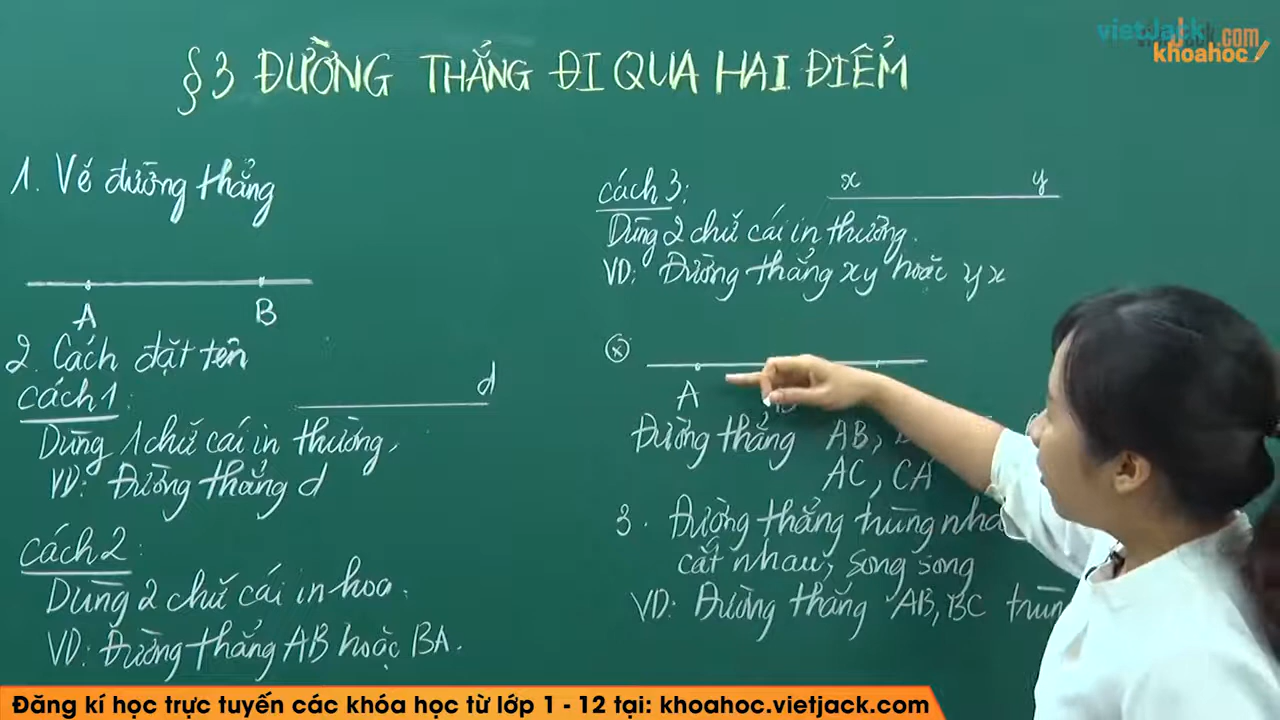 vietJack.com
khoahoc
§3 ĐƯỜNG THẲNG ĐI QUA HAI ĐIỂM
1. Vẽ đường thẳng
A B
2. Cách đặt tên
cách 1:
d
Dùng 1 chữ cái in thường.
VD: Đường thẳng d
cách 2:
Dùng 2 chữ cái in hoa.
VD: Đường thẳng AB hoặc BA.
cách 3:
x y
Dùng 2 chữ cái in thường.
VD: Đường thẳng xy hoặc yx
A
Đường thẳng AB,
AC, CA
3. Đường thẳng trùng
cắt nhau, song song
VD: Đường thẳng AB, BC
Đăng kí học trực tuyến các khóa học từ lớp 1 - 12 tại: khoahoc.vietjack.com